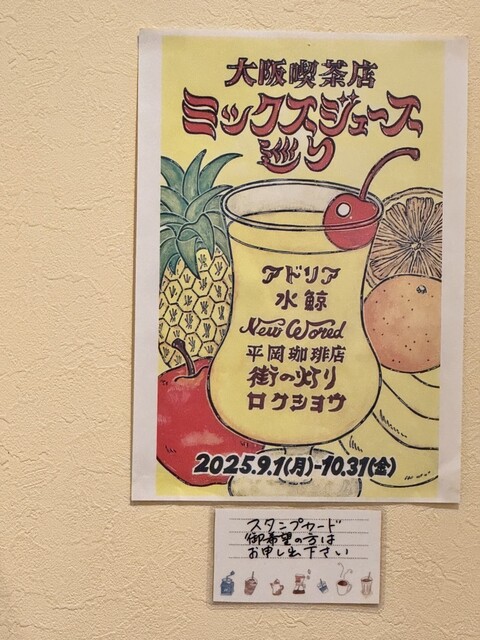 大阪喫茶店
ミックスジュース
巡り
アドリア
水鯨
New World
平岡珈琲店
街の灯り
ロクショウ
2025.9.1(月)-10.31(金)
スタンプカード
御希望の方は
お申し出下さい